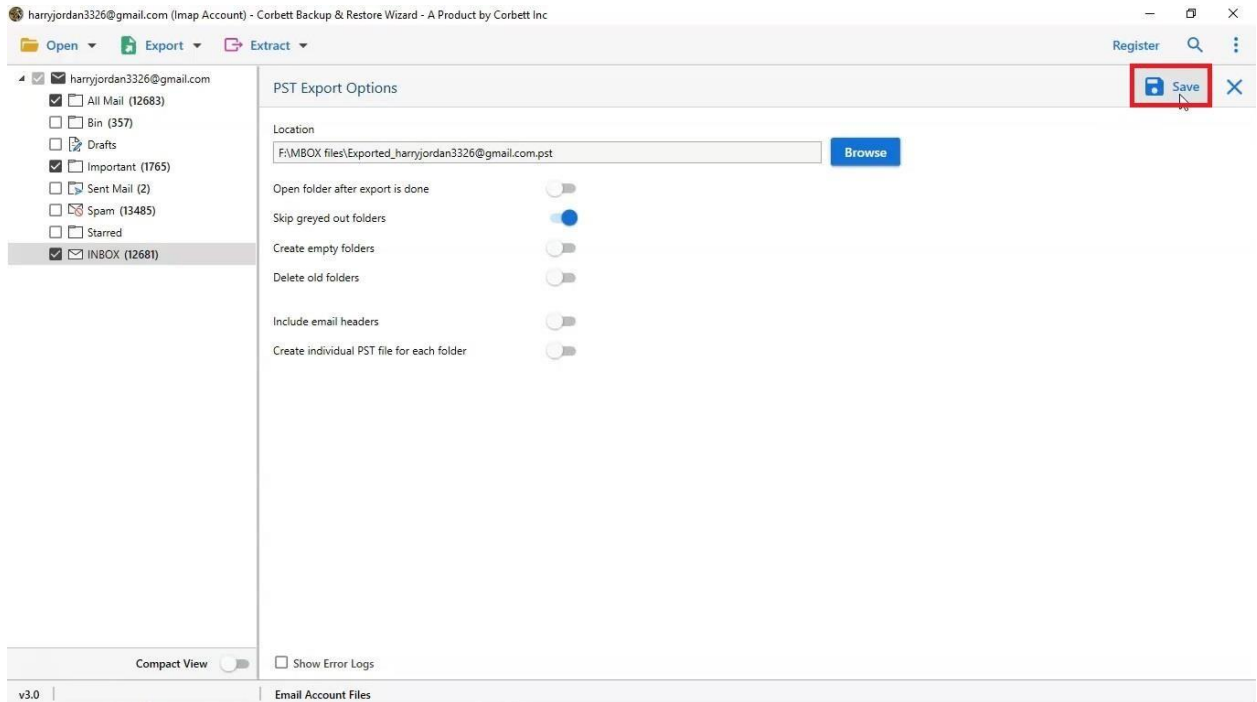 harryjordan3326@gmail.com (Imap Account) - Corbett Backup & Restore Wizard - A Product by Corbett Inc
Open Export Extract Register
harryjordan3326@gmail.com
All Mail (12683)
Bin (357)
Drafts
Important (1765)
Sent Mail (2)
Spam (13485)
Starred
INBOX (12681)
PST Export Options
Save
Location
F:\MBOX files\Exported_harryjordan3326@gmail.com.pst
Browse
Open folder after export is done
Skip greyed out folders
Create empty folders
Delete old folders
Include email headers
Create individual PST file for each folder
Compact View
Show Error Logs
v3.0
Email Account Files